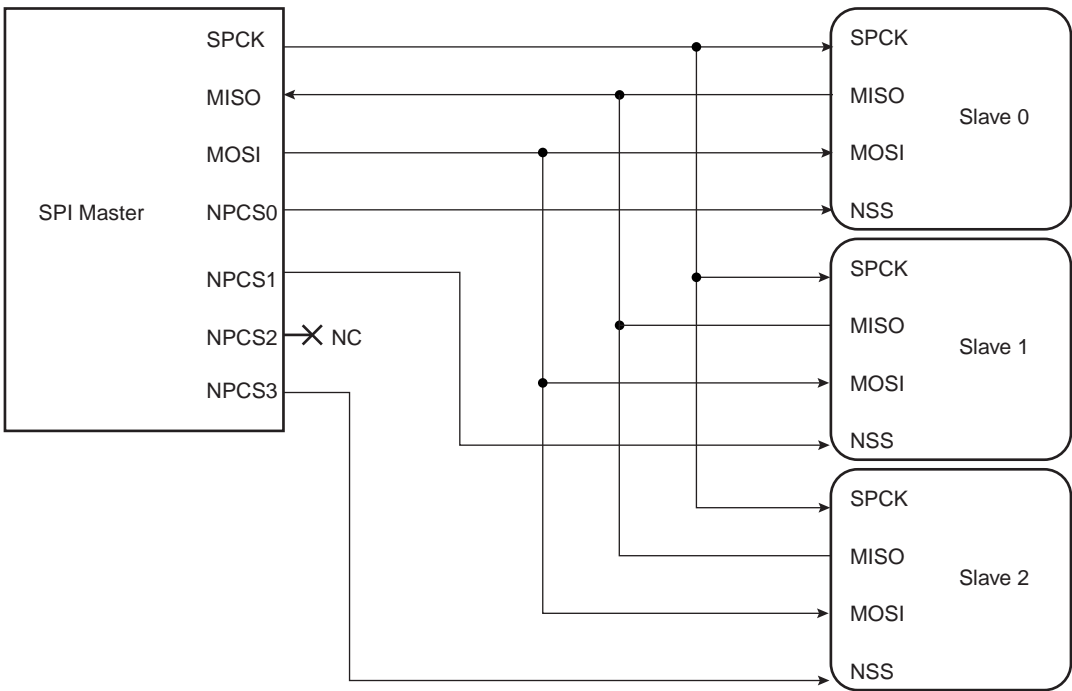 SPI Master
SPCK
MISO
MOSI
NPCS0
NPCS1
NPCS2
NC
NPCS3
SPCK
MISO
Slave 0
MOSI
NSS
SPCK
MISO
Slave 1
MOSI
NSS
SPCK
MISO
Slave 2
MOSI
NSS